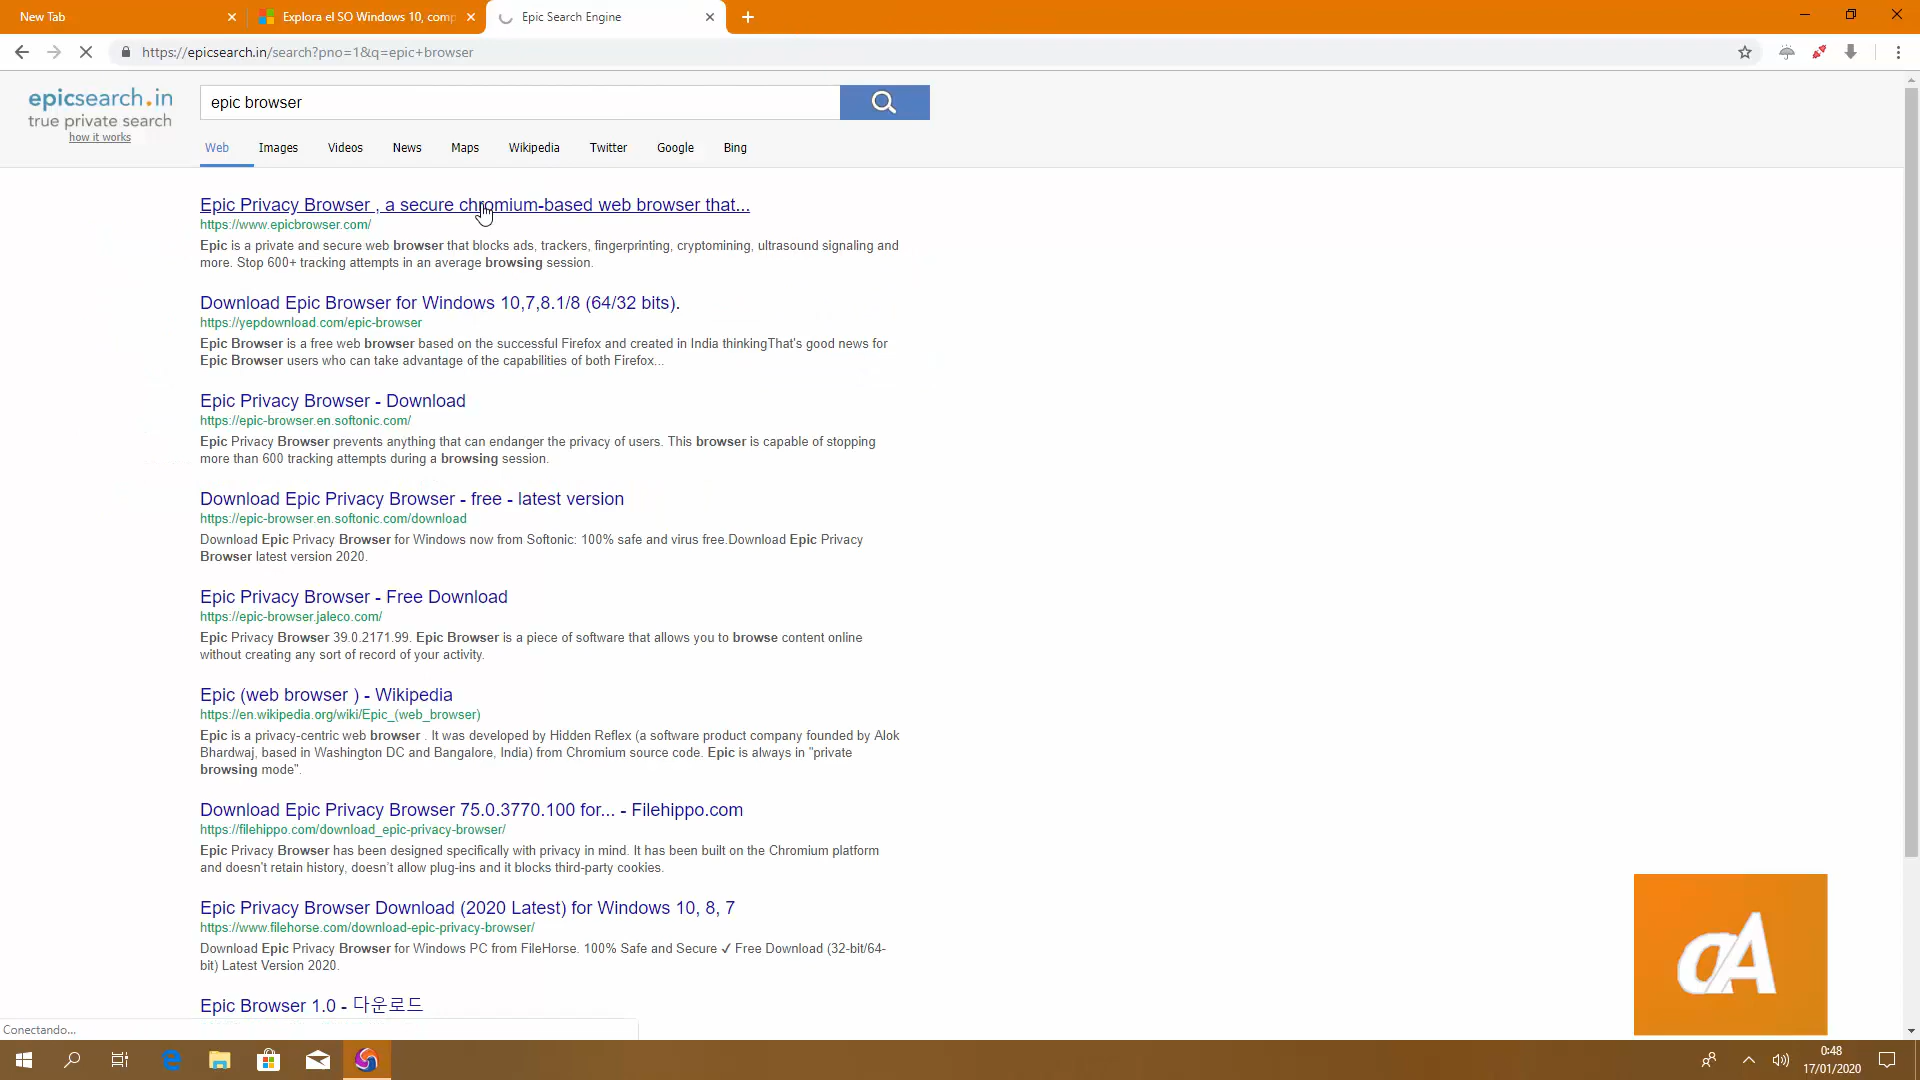 New Tab
Explora el SO Windows 10, comp
Epic Search Engine
https://epicsearch.in/search?pno=1&q=epic+browser
epicsearch.in
true private search
how it works
epic browser
Web Images Videos News Maps Wikipedia Twitter Google Bing
Epic Privacy Browser , a secure chromium-based web browser that...
https://www.epicbrowser.com/
Epic is a private and secure web browser that blocks ads, trackers, fingerprinting, cryptomining, ultrasound signaling and
more. Stop 600+ tracking attempts in an average browsing session.
Download Epic Browser for Windows 10,7,8.1/8 (64/32 bits).
https://yepdownload.com/epic-browser
Epic Browser is a free web browser based on the successful Firefox and created in India thinkingThat's good news for
Epic Browser users who can take advantage of the capabilities of both Firefox...
Epic Privacy Browser - Download
https://epic-browser.en.softonic.com/
Epic Privacy Browser prevents anything that can endanger the privacy of users. This browser is capable of stopping
more than 600 tracking attempts during a browsing session.
Download Epic Privacy Browser - free - latest version
https://epic-browser.en.softonic.com/download
Download Epic Privacy Browser for Windows now from Softonic: 100% safe and virus free.Download Epic Privacy
Browser latest version 2020.
Epic Privacy Browser - Free Download
https://epic-browser.jaleco.com/
Epic Privacy Browser 39.0.2171.99. Epic Browser is a piece of software that allows you to browse content online
without creating any sort of record of your activity.
Epic (web browser ) - Wikipedia
https://en.wikipedia.org/wiki/Epic_(web_browser)
Epic is a privacy-centric web browser . It was developed by Hidden Reflex (a software product company founded by Alok
Bhardwaj, based in Washington DC and Bangalore, India) from Chromium source code. Epic is always in "private
browsing mode".
Download Epic Privacy Browser 75.0.3770.100 for... - Filehippo.com
https://filehippo.com/download_epic-privacy-browser/
Epic Privacy Browser has been designed specifically with privacy in mind. It has been built on the Chromium platform
and doesn't retain history, doesn't allow plug-ins and it blocks third-party cookies.
Epic Privacy Browser Download (2020 Latest) for Windows 10, 8, 7
https://www.filehorse.com/download-epic-privacy-browser/
Download Epic Privacy Browser for Windows PC from FileHorse. 100% Safe and Secure ✓ Free Download (32-bit/64-
bit) Latest Version 2020.
Epic Browser 1.0 - 다운로드
Conectando...
0:48
17/01/2020